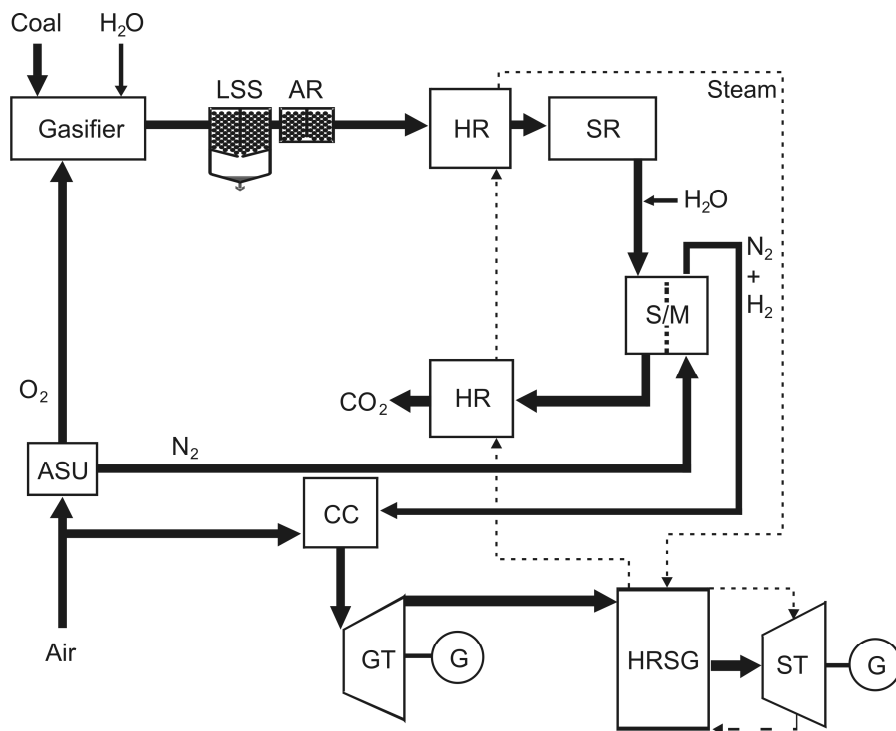 Coal
H₂O
LSS
AR
Steam
Gasifier
HR
SR
H₂O
N₂
+
H₂
S/M
O₂
CO₂
HR
N₂
ASU
CC
Air
GT
G
HRSG
ST
G